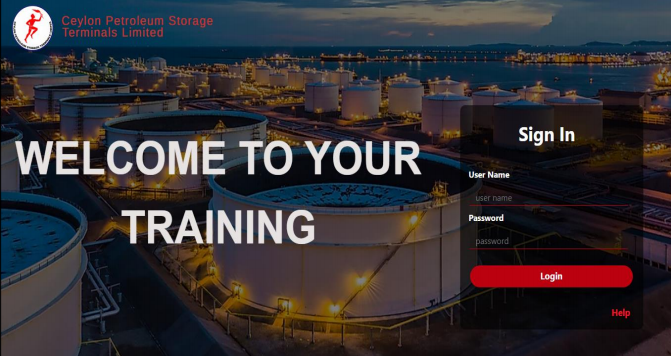 Ceylon Petroleum Storage
Terminals Limited
WELCOME TO YOUR
TRAINING
Sign In
User Name
user name
Password
password
Login
Help